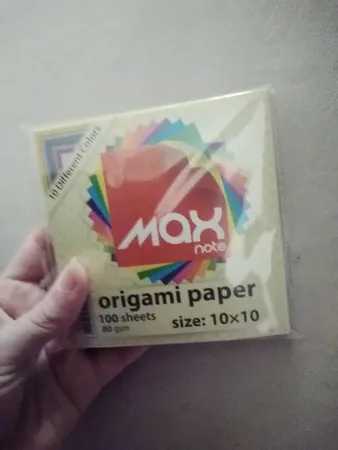 10 Different Colors
max
note
origami paper
100 sheets
80 gsm
size: 10×10